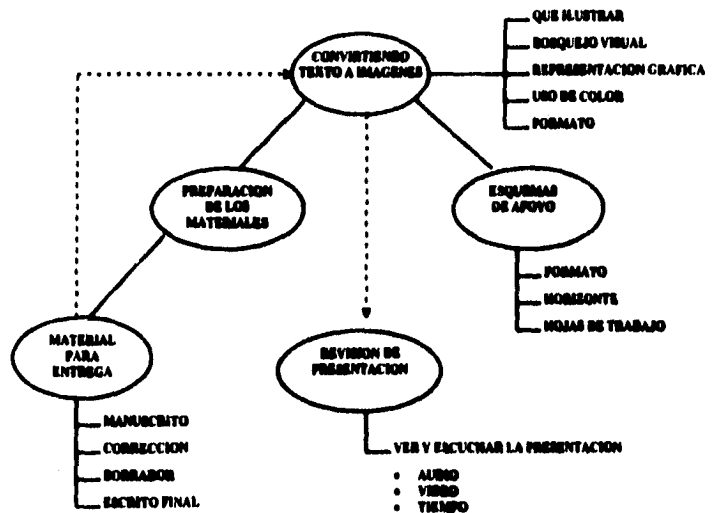 QUE ILUSTRAR
BOSQUEJO VISUAL
REPRESENTACION GRAFICA
USO DE COLOR
FORMATO
CONVIRTIENDO
TEXTO A IMAGENES
PREPARACION
DE LOS
MATERIALES
ESQUEMAS
DE APOYO
FORMATO
HORIZONTE
HOJAS DE TRABAJO
MATERIAL
PARA
ENTREGA
MANUSCRITO
CORRECCION
BORRADOR
ESCRITO FINAL
REVISION DE
PRESENTACION
VER Y ESCUCHAR LA PRESENTACION
• AUDIO
• VIDEO
• TIEMPO